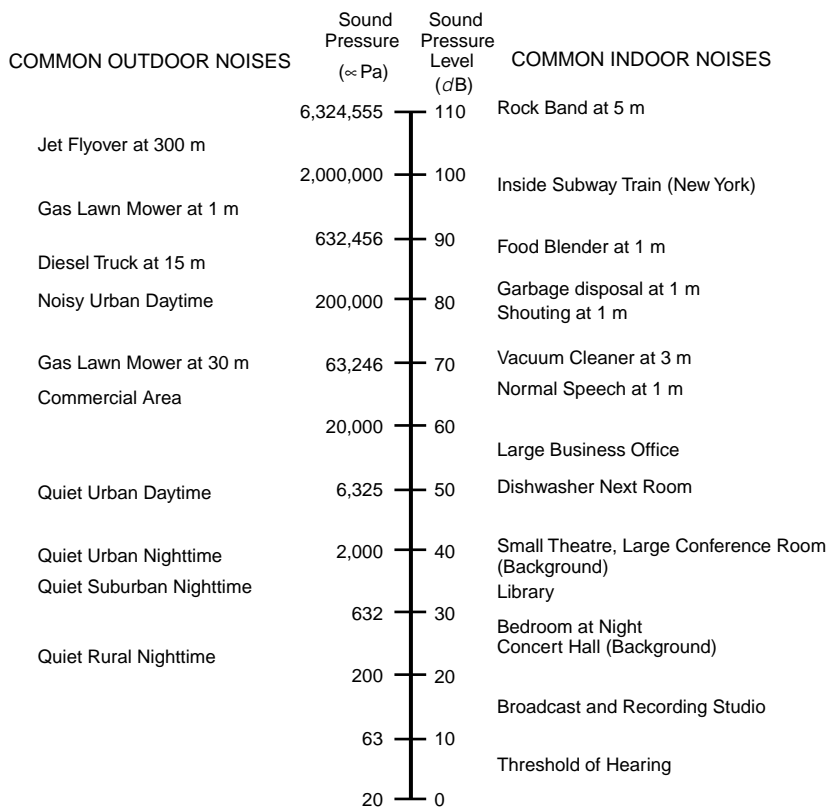 Sound
Pressure
(∝ Pa)
Sound
Pressure
Level
(dB)
COMMON OUTDOOR NOISES
COMMON INDOOR NOISES
6,324,555 110 Rock Band at 5 m
Jet Flyover at 300 m
2,000,000 100
Inside Subway Train (New York)
Gas Lawn Mower at 1 m
632,456 90
Food Blender at 1 m
Diesel Truck at 15 m
Garbage disposal at 1 m
Noisy Urban Daytime 200,000 80
Shouting at 1 m
Gas Lawn Mower at 30 m 63,246 70 Vacuum Cleaner at 3 m
Normal Speech at 1 m
Commercial Area
20,000 60
Large Business Office
Quiet Urban Daytime 6,325 50 Dishwasher Next Room
Quiet Urban Nighttime 2,000 40 Small Theatre, Large Conference Room
(Background)
Quiet Suburban Nighttime
Library
632 30
Bedroom at Night
Concert Hall (Background)
Quiet Rural Nighttime
200 20
Broadcast and Recording Studio
63 10
Threshold of Hearing
20 0